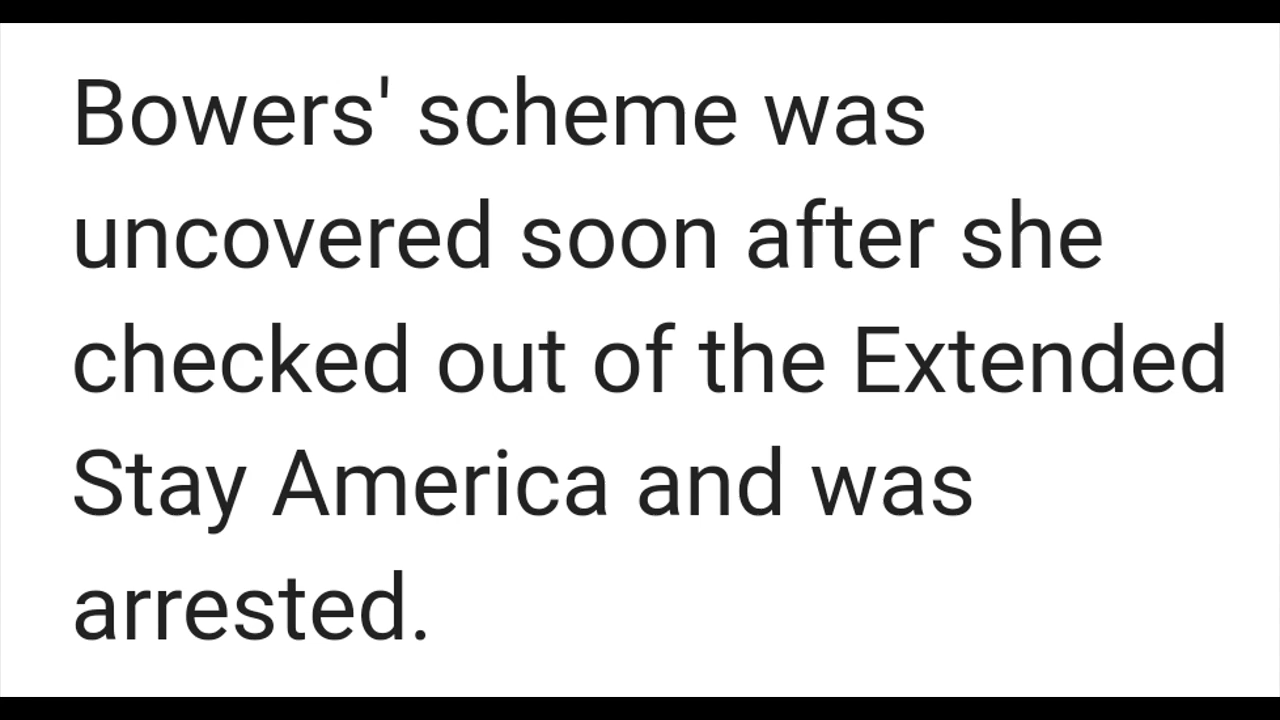 Bowers' scheme was
uncovered soon after she
checked out of the Extended
Stay America and was
arrested.